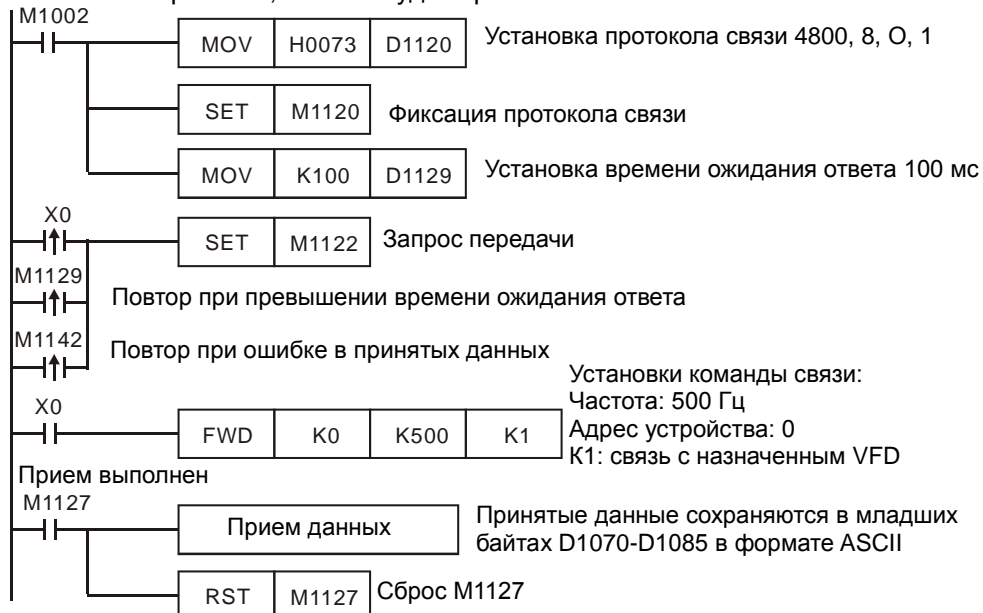 M1002
MOV H0073 D1120 Установка протокола связи 4800, 8, О, 1
SET M1120 Фиксация протокола связи
MOV K100 D1129 Установка времени ожидания ответа 100 мс
X0
SET M1122 Запрос передачи
M1129
Повтор при превышении времени ожидания ответа
M1142
Повтор при ошибке в принятых данных
X0
FWD K0 K500 K1
Установки команды связи:
Частота: 500 Гц
Адрес устройства: 0
К1: связь с назначенным VFD
Прием выполнен
M1127
Прием данных
Принятые данные сохраняются в младших
байтах D1070-D1085 в формате ASCII
RST M1127 Сброс М1127